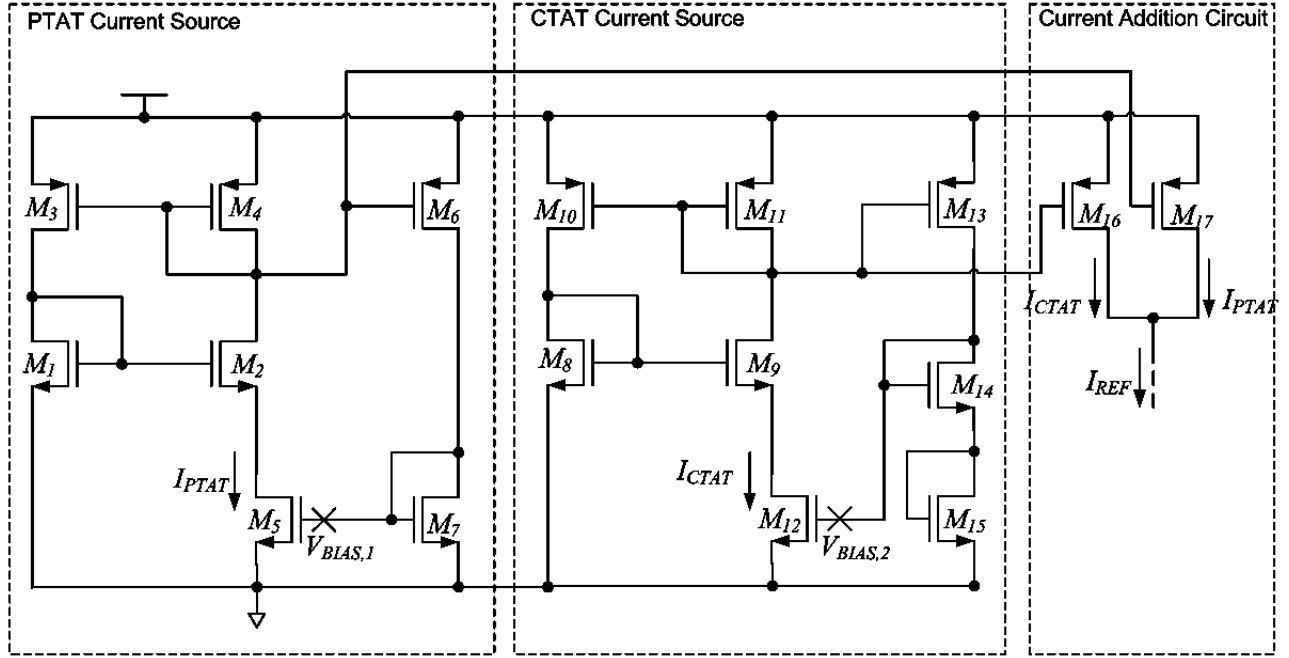 PTAT Current Source
CTAT Current Source
Current Addition Circuit
M3
M4
M6
M10
M11
M13
M16
M17
ICTAT
IPTAT
M1
M2
M8
M9
M14
IREF
IPTAT
ICTAT
M5
M7
M12
M15
VBIAS,1
VBIAS,2